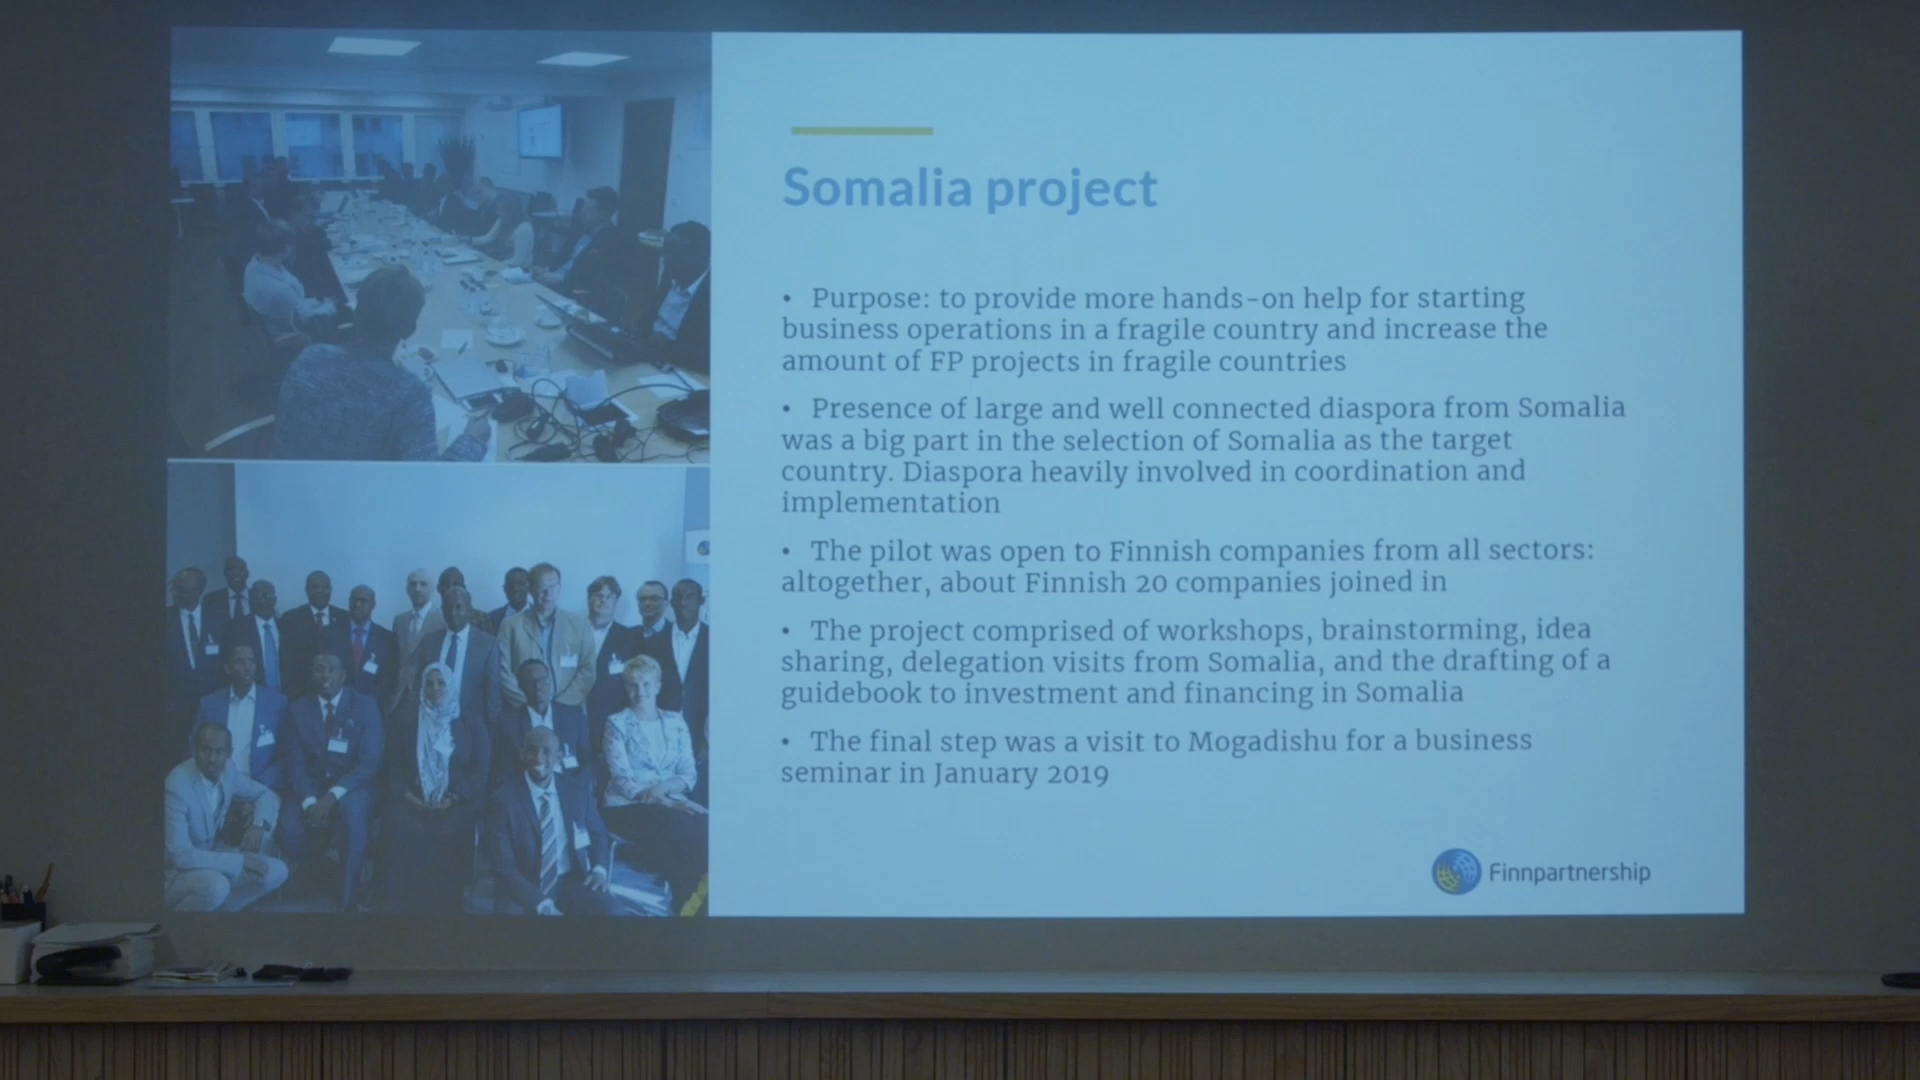 Somalia project
• Purpose: to provide more hands-on help for starting
business operations in a fragile country and increase the
amount of FP projects in fragile countries
• Presence of large and well connected diaspora from Somalia
was a big part in the selection of Somalia as the target
country. Diaspora heavily involved in coordination and
implementation
• The pilot was open to Finnish companies from all sectors:
altogether, about Finnish 20 companies joined in
• The project comprised of workshops, brainstorming, idea
sharing, delegation visits from Somalia, and the drafting of a
guidebook to investment and financing in Somalia
• The final step was a visit to Mogadishu for a business
seminar in January 2019
Finnpartnership